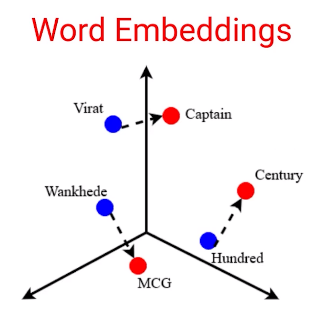 Word Embeddings
Virat
Captain
Century
Wankhede
Hundred
MCG